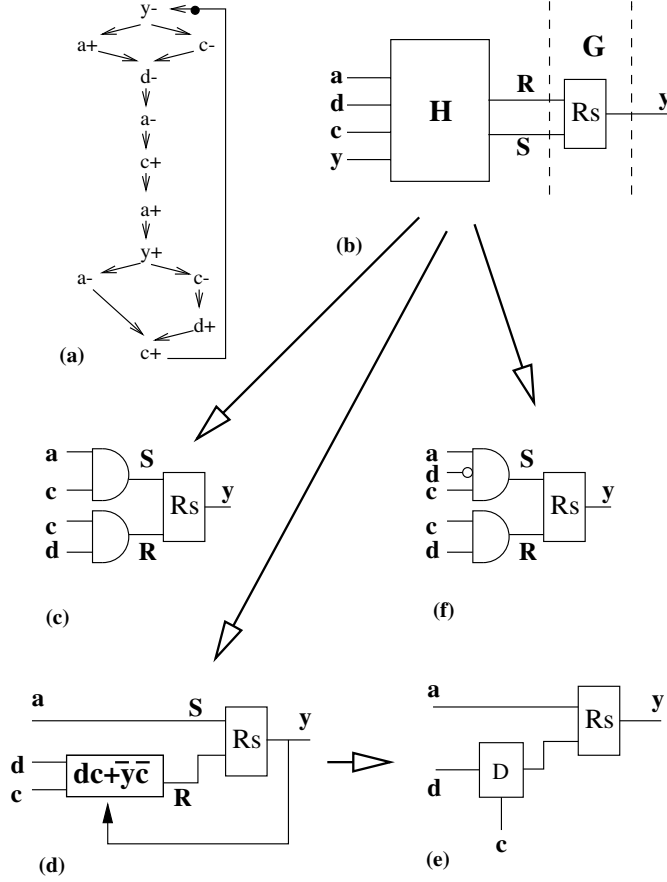 y-
a+ c-
d-
a-
c+
a+
y+
a- c-
d+
c+
(a)
G
a
d
c
y
H
R
S
Rs
y
(b)
a
c
S
c
d
R
Rs
y
(c)
a
d
c
S
c
d
R
Rs
y
(f)
a
S
Rs
y
d
c
dc+y̅c̅
R
(d)
a
Rs
y
d
D
c
(e)